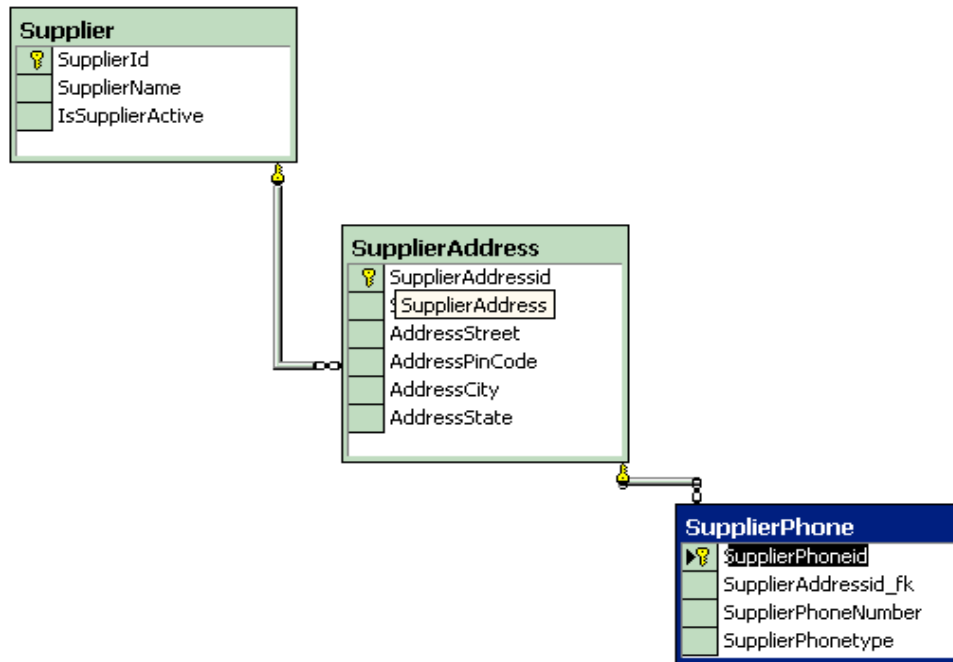 Supplier
SupplierId
SupplierName
IsSupplierActive
SupplierAddress
SupplierAddressid
SupplierAddress
AddressStreet
AddressPinCode
AddressCity
AddressState
SupplierPhone
SupplierPhoneid
SupplierAddressid_fk
SupplierPhoneNumber
SupplierPhonetype